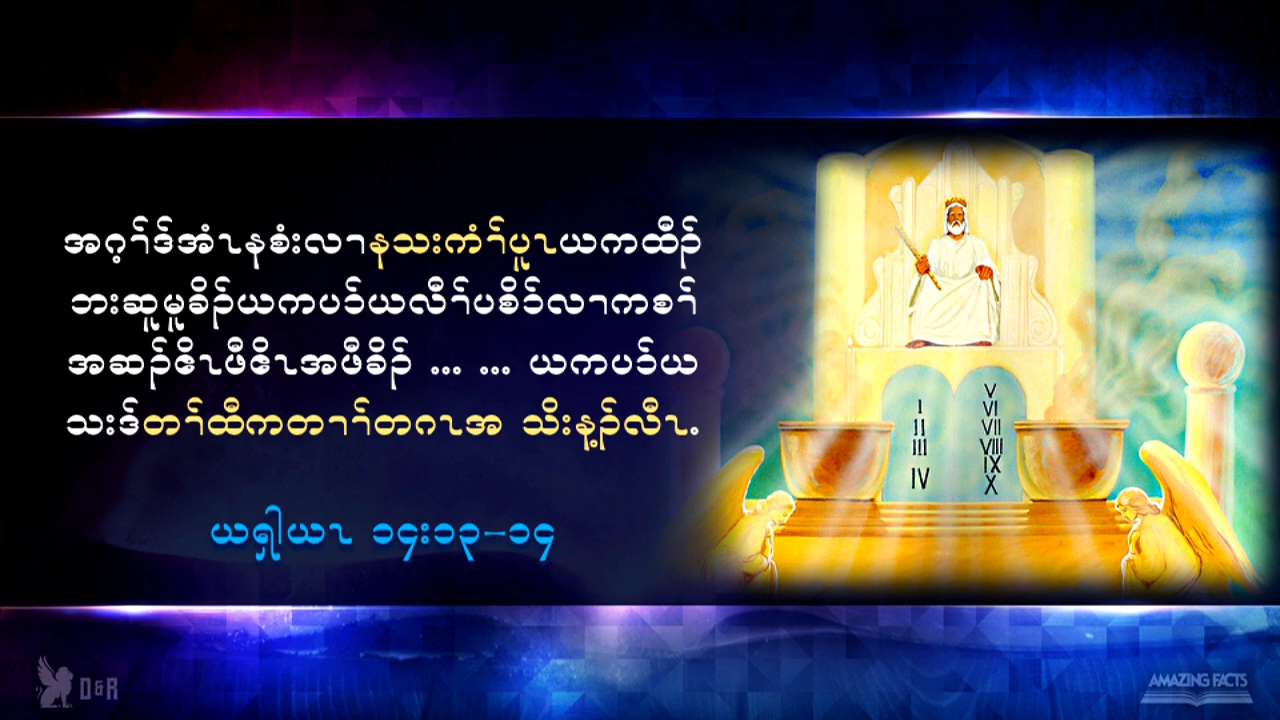 အဂ့ၢ်ဒ်အံၤနစံးလၢနသးကံၢ်ပူၤယကထီၣ်
ဘးဆူမူခိၣ်ယကပာ်ယလီၢ်ပစိာ်လၢကစၢ်
အဆၣ်ဇိၤဖီဇိၤအဖီခိၣ် ... ... ယကပာ်ယ
သးဒ်တၢ်ထီကတၢၢ်တဂၤအ သိးန့ၣ်လီၤ.
ယရှါယၤ ၁၄း၁၃-၁၄
I
II
III
IV
V
VI
VII
VIII
IX
X
D&R
AMAZING FACTS